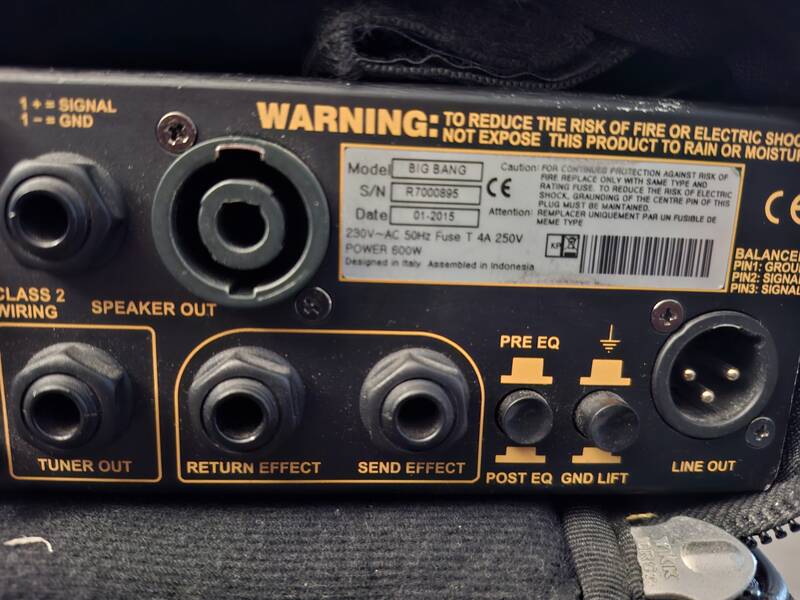 1 + = SIGNAL
1 - = GND
WARNING: TO REDUCE THE RISK OF FIRE OR ELECTRIC SHOC
NOT EXPOSE THIS PRODUCT TO RAIN OR MOISTU
Model BIG BANG
S/N R7000895
Date 01-2015
230V~AC 50Hz Fuse T 4A 250V
POWER 600W
Designed in Italy Assembled in Indonesia
CE
Caution: FOR CONTINUED PROTECTION AGAINST RISK OF
FIRE REPLACE ONLY WITH SAME TYPE AND
RATING FUSE. TO REDUCE THE RISK OF ELECTRIC
SHOCK, GROUNDING OF THE CENTRE PIN OF THIS
PLUG MUST BE MAINTAINED.
Attention: REMPLACER UNIQUEMENT PAR UN FUSIBLE DE
MEME TYPE
CE
BALANCE
PIN1: GROU
PIN2: SIGNA
PIN3: SIGNA
CLASS 2
WIRING
SPEAKER OUT
PRE EQ
TUNER OUT
RETURN EFFECT
SEND EFFECT
POST EQ
GND LIFT
LINE OUT
YKK